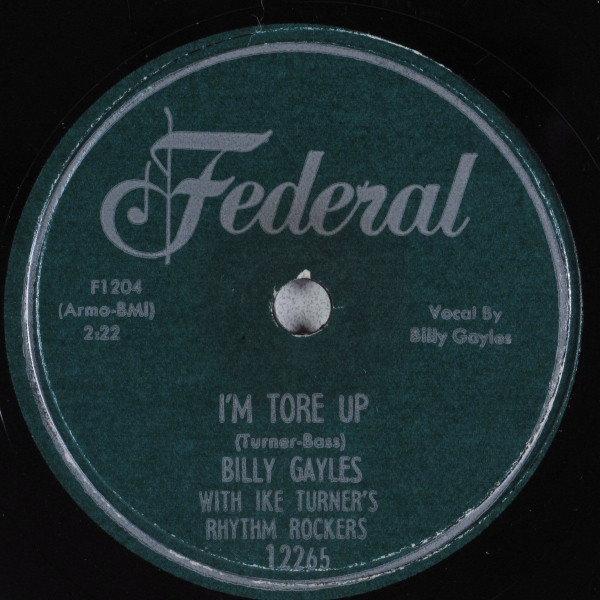 Federal
F1204
(Armo-BMI)
2:22
Vocal By
Billy Gayles
I'M TORE UP
(Turner-Bass)
BILLY GAYLES
WITH IKE TURNER'S
RHYTHM ROCKERS
12265